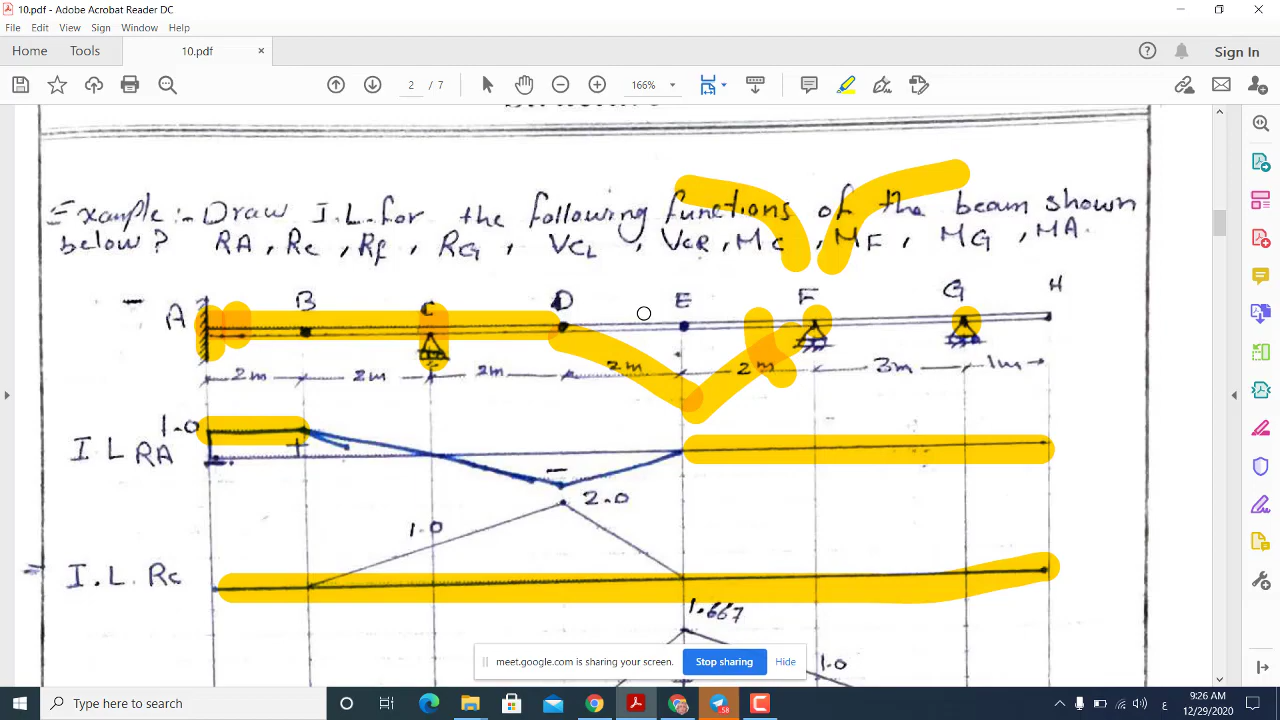 10.pdf - Adobe Acrobat Reader DC
File Edit View Sign Window Help
Home Tools 10.pdf × Sign In
2 / 7 166%
Example:- Draw I.L. for the following functions of the beam shown
below? RA, Rc, Rf, RG, VCL, VCR, MC, MF, MG, MA.
A B C D E F G H
2m 2m 2m 2m 2m 3m 1m
1.0
+
I.L RA
-
2.0
1.0
I.L. Rc
1.667
1.0
meet.google.com is sharing your screen. Stop sharing Hide
Type here to search
58
6 AM
12/29/2020